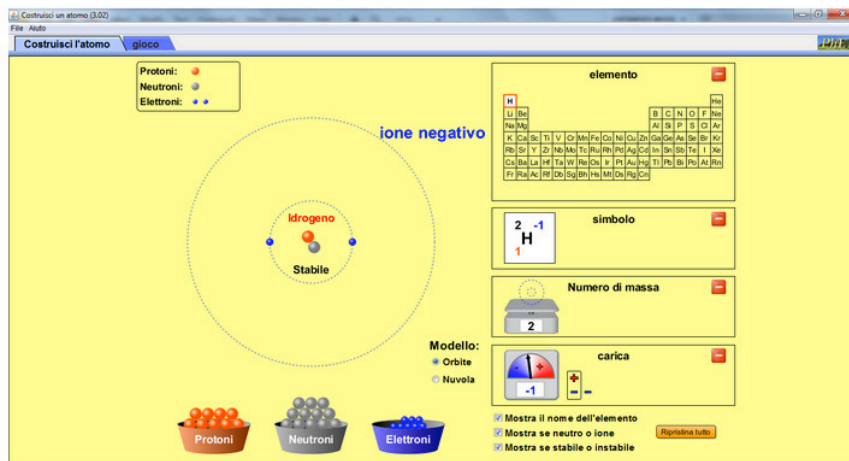 Costruisci un atomo (3.02)
File Aiuto
Costruisci l'atomo gioco
PhET
Protoni:
Neutroni:
Elettroni:
ione negativo
Idrogeno
Stabile
Modello:
Orbite
Nuvola
Protoni Neutroni Elettroni
elemento
H He
Li Be B C N O F Ne
Na Mg Al Si P S Cl Ar
K Ca Sc Ti V Cr Mn Fe Co Ni Cu Zn Ga Ge As Se Br Kr
Rb Sr Y Zr Nb Mo Tc Ru Rh Pd Ag Cd In Sn Sb Te I Xe
Cs Ba La Hf Ta W Re Os Ir Pt Au Hg Tl Pb Bi Po At Rn
Fr Ra Ac Rf Db Sg Bh Hs Mt Ds Rg Cn
simbolo
2 -1
H
1
Numero di massa
2
carica
- +
-1
Mostra il nome dell'elemento
Mostra se neutro o ione
Mostra se stabile o instabile
Ripristina tutto